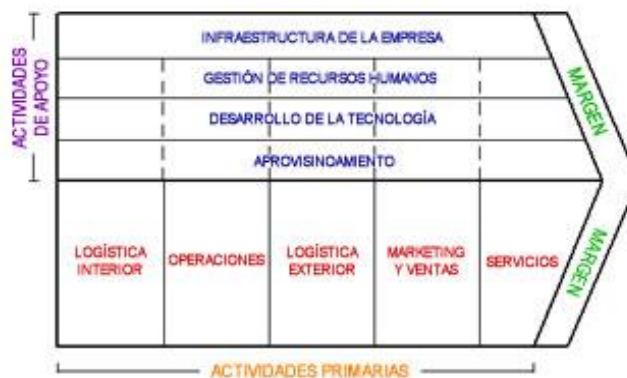 ACTIVIDADES
DE APOYO
INFRAESTRUCTURA DE LA EMPRESA
GESTIÓN DE RECURSOS HUMANOS
DESARROLLO DE LA TECNOLOGÍA
APROVISINOAMIENTO
MARGEN
LOGÍSTICA
INTERIOR
OPERACIONES
LOGÍSTICA
EXTERIOR
MARKETING
Y VENTAS
SERVICIOS
MARGEN
ACTIVIDADES PRIMARIAS